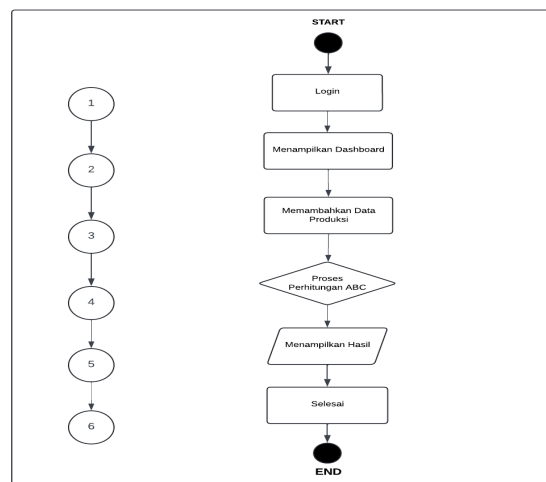 START
Login
Menampilkan Dashboard
Memambahkan Data
Produksi
Proses
Perhitungan ABC
Menampilkan Hasil
Selesai
END
1
2
3
4
5
6